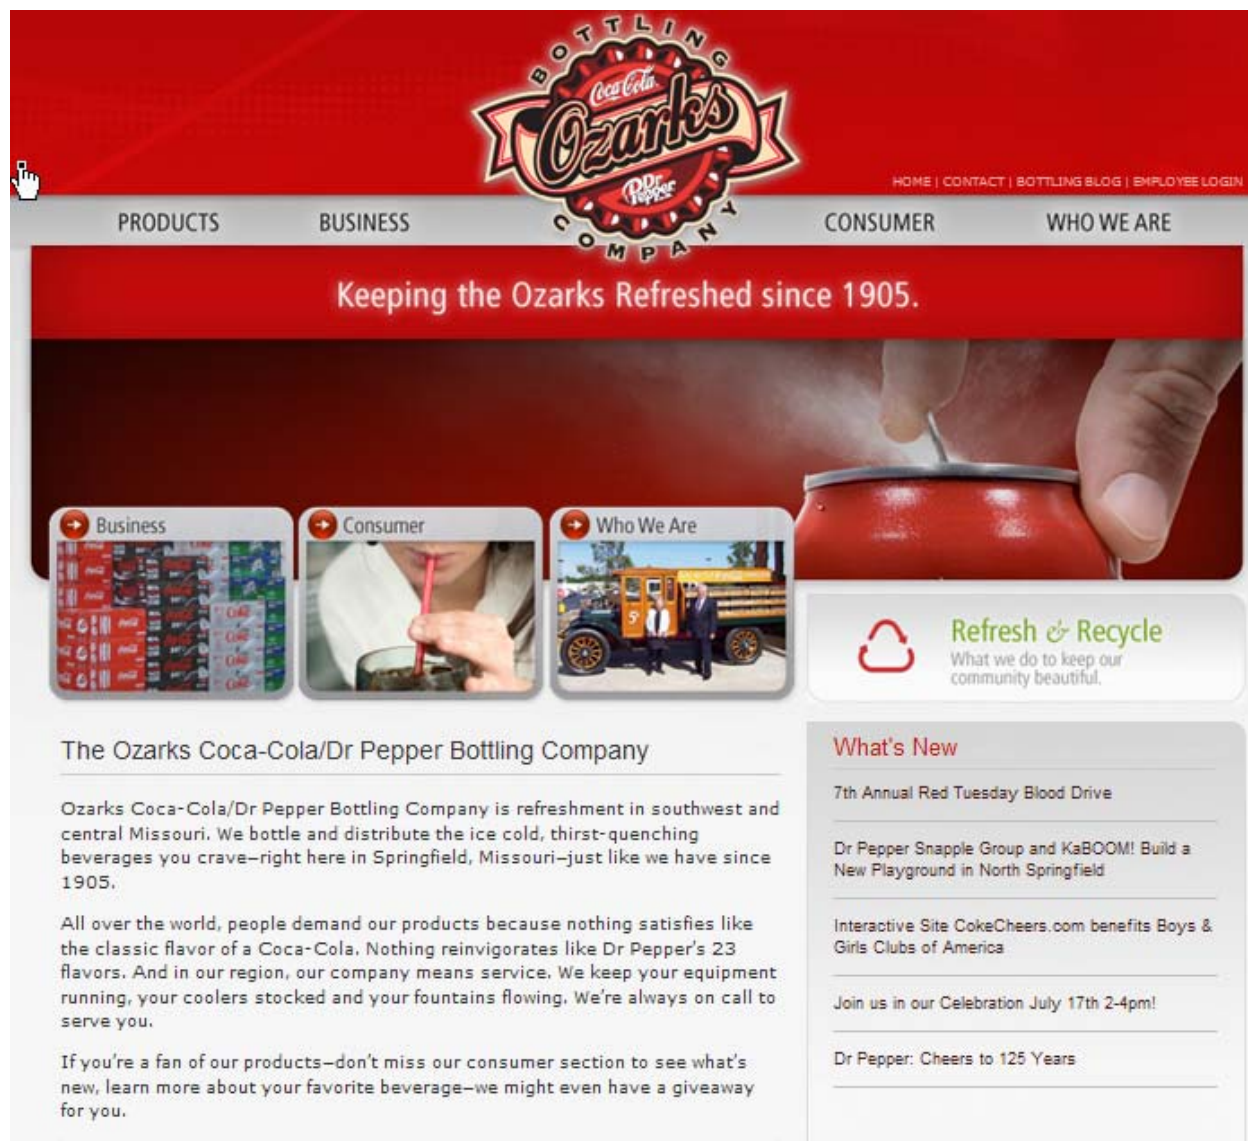 BOTTLING
Coca-Cola
Ozarks
Dr Pepper
COMPANY
HOME | CONTACT | BOTTLING BLOG | EMPLOYEE LOGIN
PRODUCTS
BUSINESS
CONSUMER
WHO WE ARE
Keeping the Ozarks Refreshed since 1905.
Business
Consumer
Who We Are
Refresh & Recycle
What we do to keep our
community beautiful.
The Ozarks Coca-Cola/Dr Pepper Bottling Company
Ozarks Coca-Cola/Dr Pepper Bottling Company is refreshment in southwest and
central Missouri. We bottle and distribute the ice cold, thirst-quenching
beverages you crave—right here in Springfield, Missouri—just like we have since
1905.
All over the world, people demand our products because nothing satisfies like
the classic flavor of a Coca-Cola. Nothing reinvigorates like Dr Pepper's 23
flavors. And in our region, our company means service. We keep your equipment
running, your coolers stocked and your fountains flowing. We're always on call to
serve you.
If you're a fan of our products—don't miss our consumer section to see what's
new, learn more about your favorite beverage—we might even have a giveaway
for you.
What's New
7th Annual Red Tuesday Blood Drive
Dr Pepper Snapple Group and KaBOOM! Build a
New Playground in North Springfield
Interactive Site CokeCheers.com benefits Boys &
Girls Clubs of America
Join us in our Celebration July 17th 2-4pm!
Dr Pepper: Cheers to 125 Years